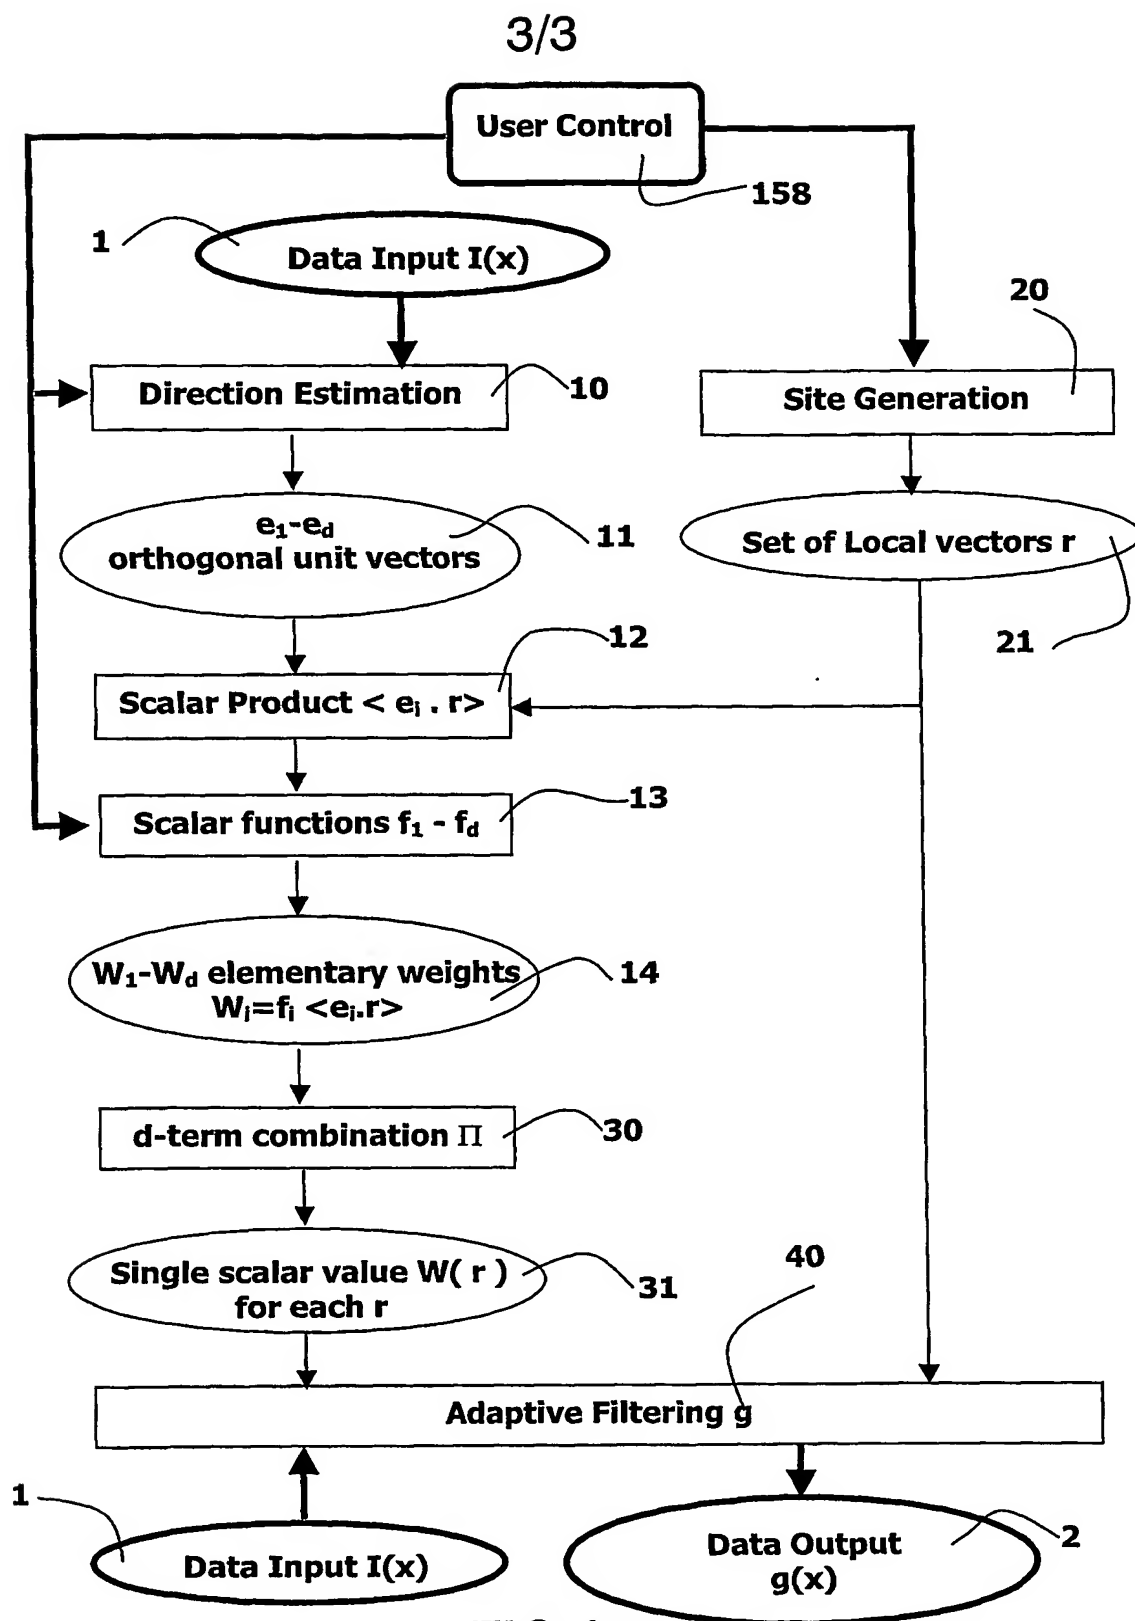 3/3
User Control
158
1
Data Input I(x)
20
Direction Estimation
10
Site Generation
e₁-e_d
orthogonal unit vectors
11
Set of Local vectors r
12
21
Scalar Product < eᵢ . r>
13
Scalar functions f₁ - f_d
W₁-W_d elementary weights
Wᵢ=fᵢ <eᵢ.r>
14
d-term combination Π
30
Single scalar value W( r )
for each r
31
40
Adaptive Filtering g
1
Data Input I(x)
Data Output
g(x)
2